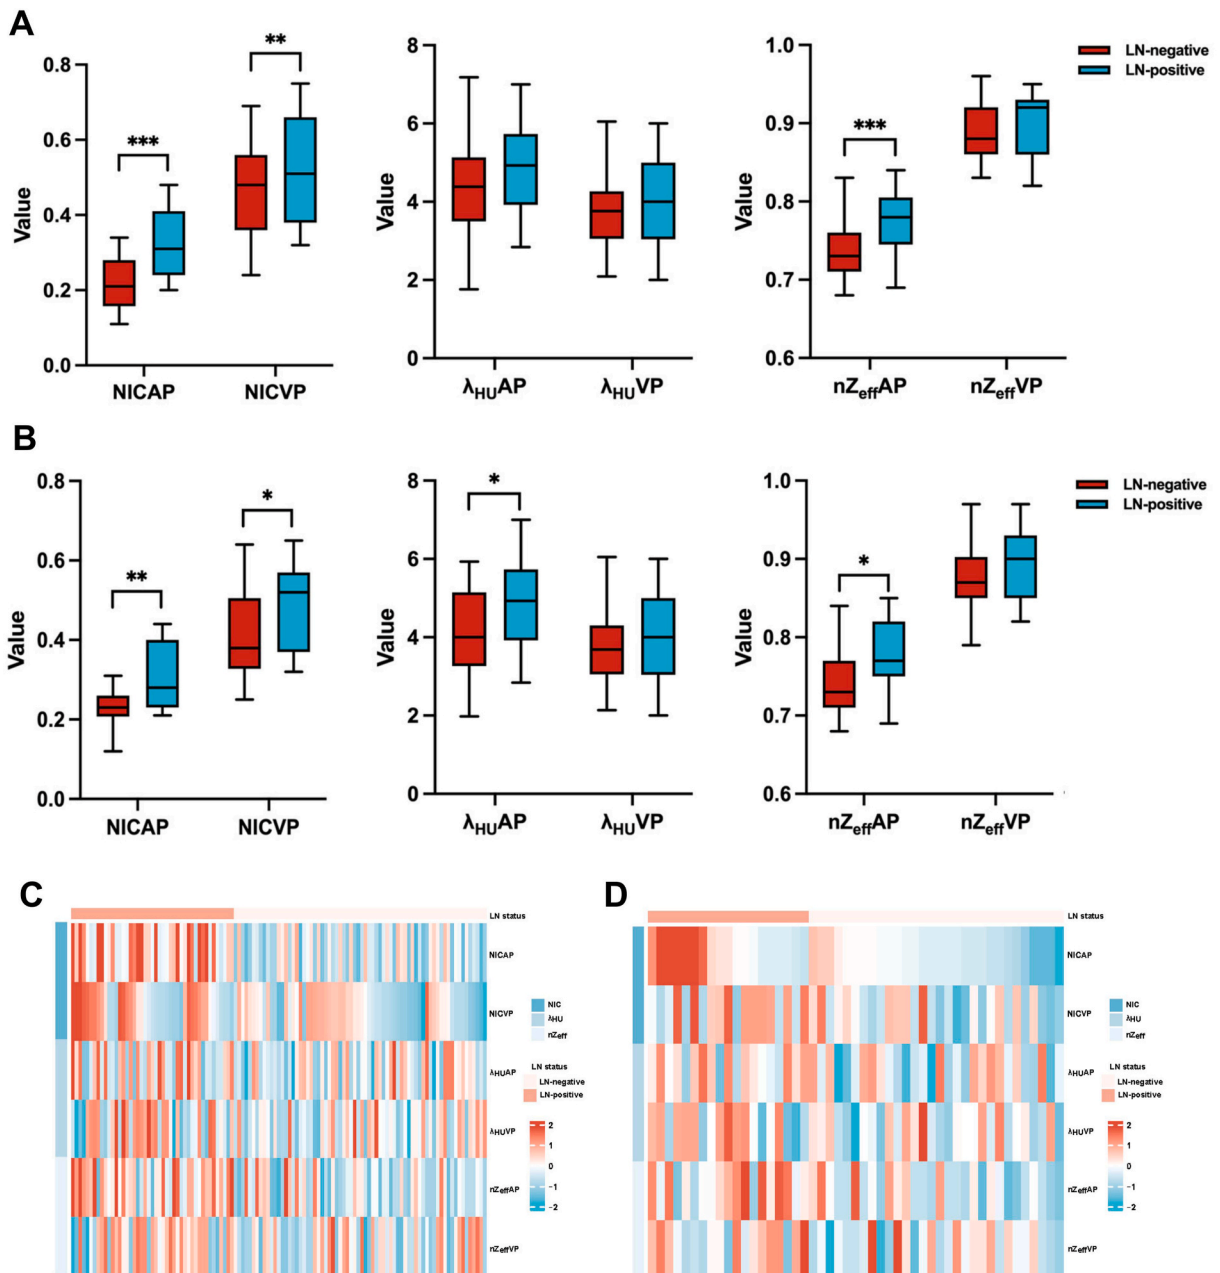 A
0.8
0.6
0.4
0.2
0.0
Value
***
**
NICAP
NICVP
8
6
4
2
0
Value
λHUAP
λHUVP
1.0
0.9
0.8
0.7
0.6
Value
***
nZeffAP
nZeffVP
LN-negative
LN-positive
B
0.8
0.6
0.4
0.2
0.0
Value
**
*
NICAP
NICVP
8
6
4
2
0
Value
*
λHUAP
λHUVP
1.0
0.9
0.8
0.7
0.6
Value
*
nZeffAP
nZeffVP
LN-negative
LN-positive
C
LN status
NICAP
NICVP
λHUAP
λHUVP
nZeffAP
nZeffVP
NIC
λHU
nZeff
LN status
LN-negative
LN-positive
2
1
0
-1
-2
D
LN status
NICAP
NICVP
λHUAP
λHUVP
nZeffAP
nZeffVP
NIC
λHU
nZeff
LN status
LN-negative
LN-positive
2
1
0
-1
-2